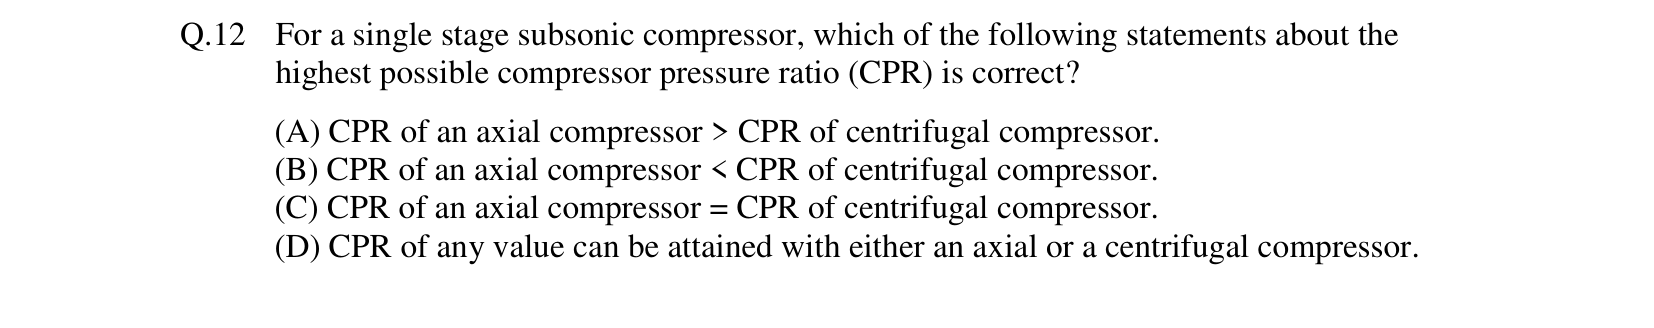 Q.12 For a single stage subsonic compressor, which of the following statements about the
highest possible compressor pressure ratio (CPR) is correct?
(A) CPR of an axial compressor > CPR of centrifugal compressor.
(B) CPR of an axial compressor < CPR of centrifugal compressor.
(C) CPR of an axial compressor = CPR of centrifugal compressor.
(D) CPR of any value can be attained with either an axial or a centrifugal compressor.